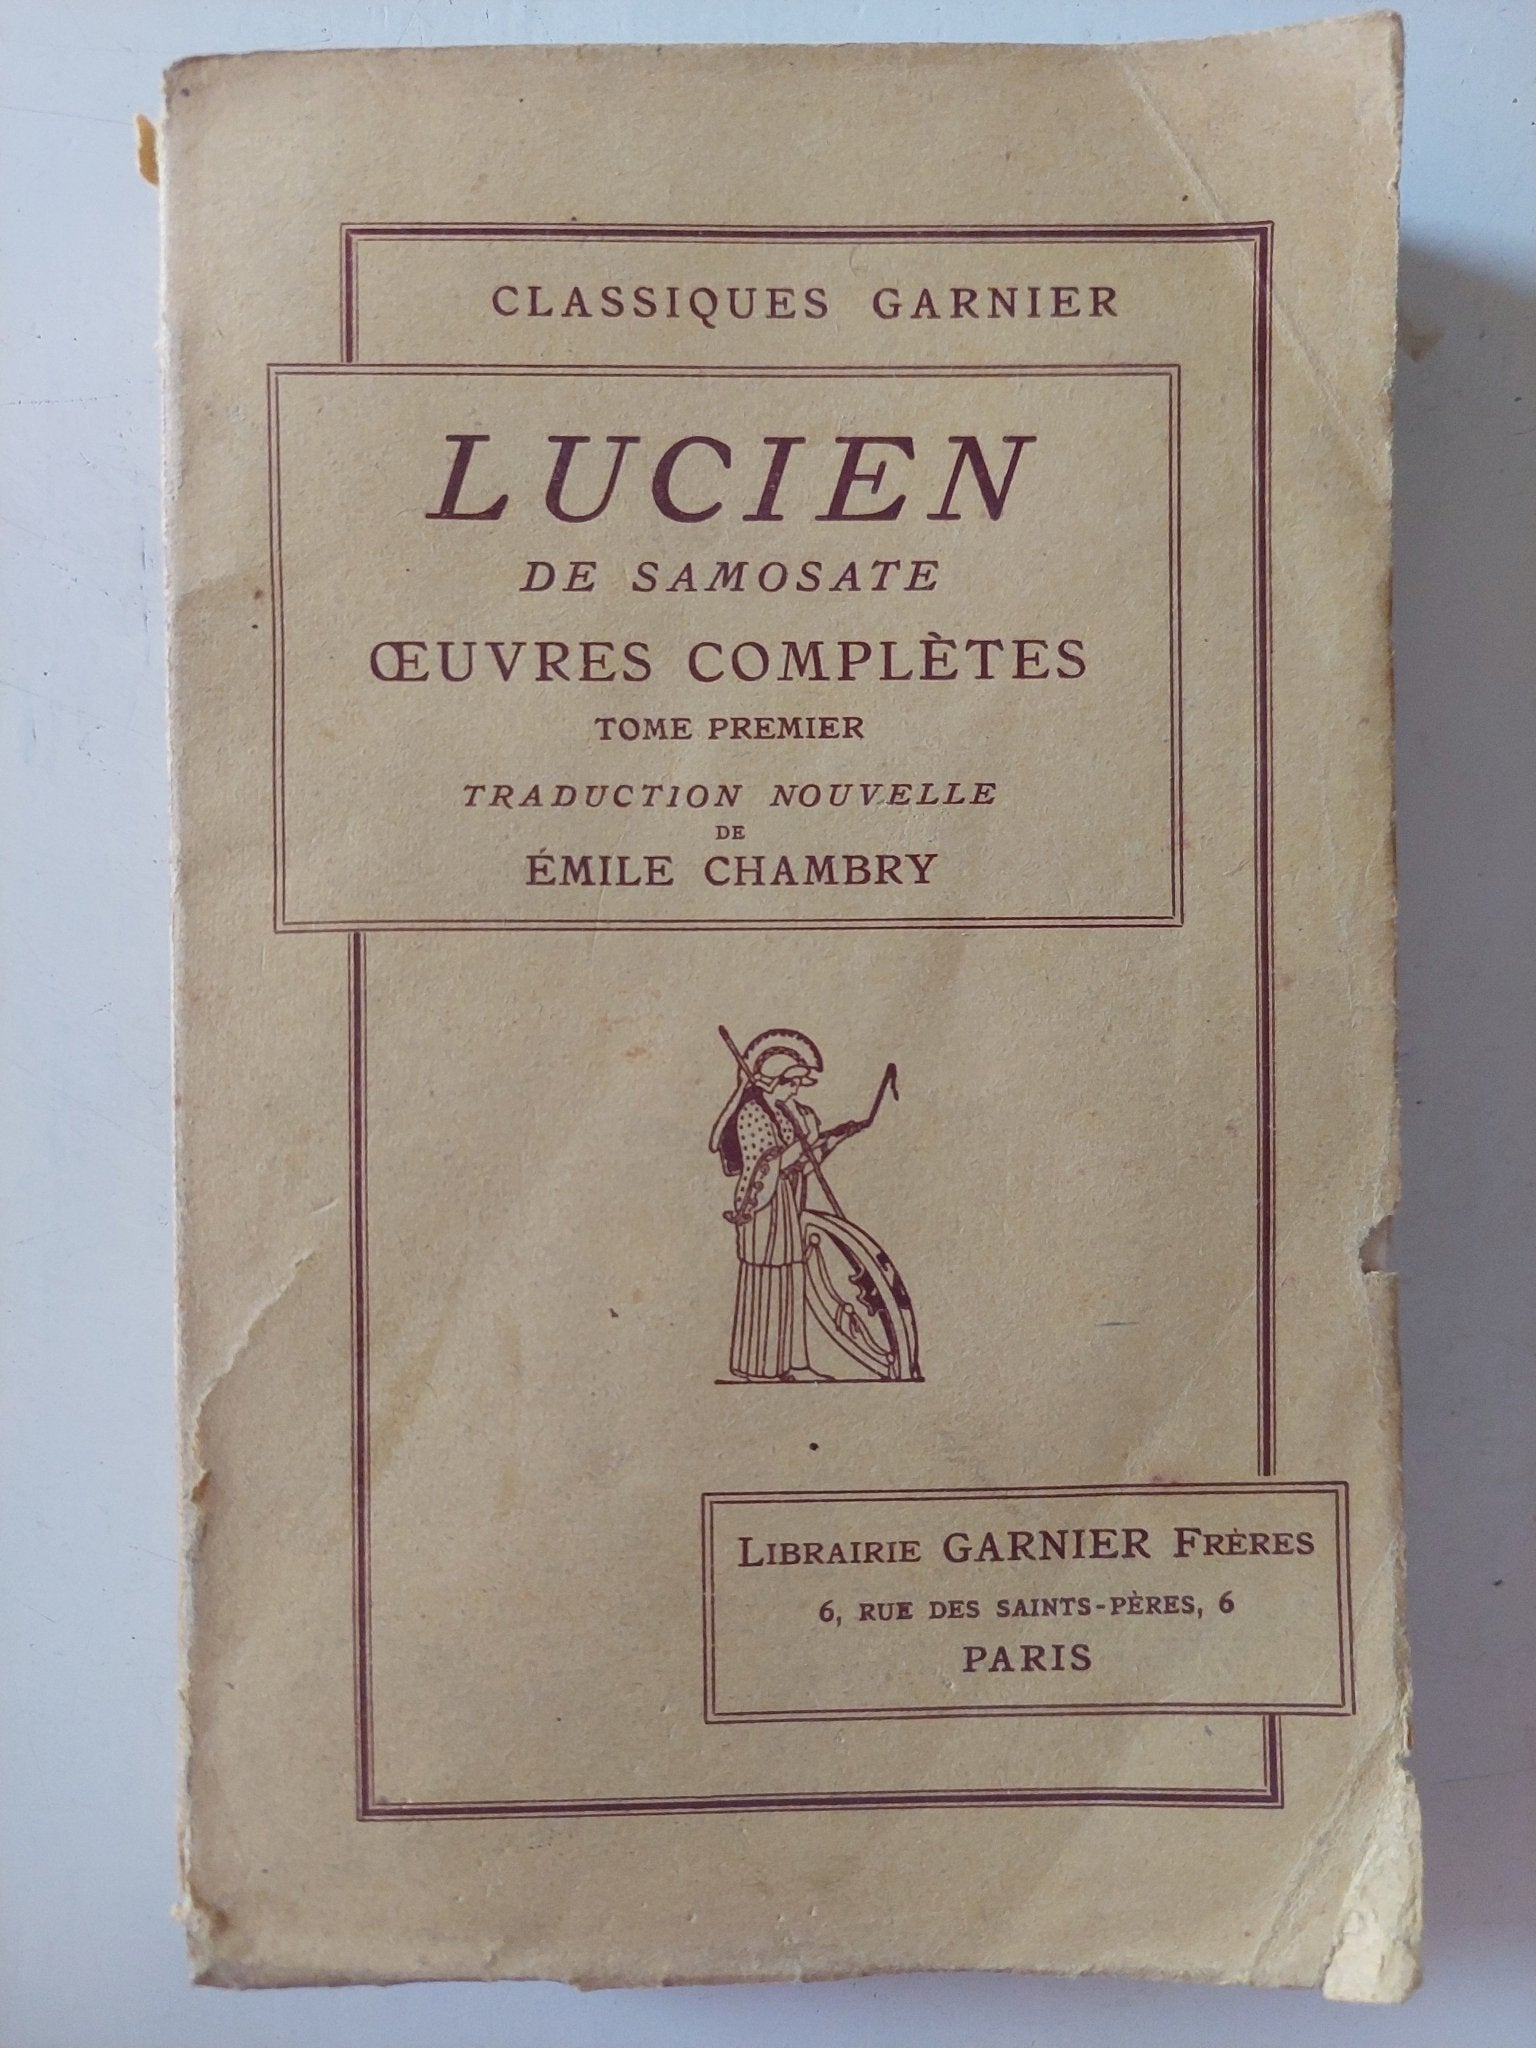 CLASSIQUES GARNIER
LUCIEN
DE SAMOSATE
ŒUVRES COMPLÈTES
TOME PREMIER
TRADUCTION NOUVELLE
DE
ÉMILE CHAMBRY
LIBRAIRIE GARNIER FRÈRES
6, RUE DES SAINTS-PÈRES, 6
PARIS